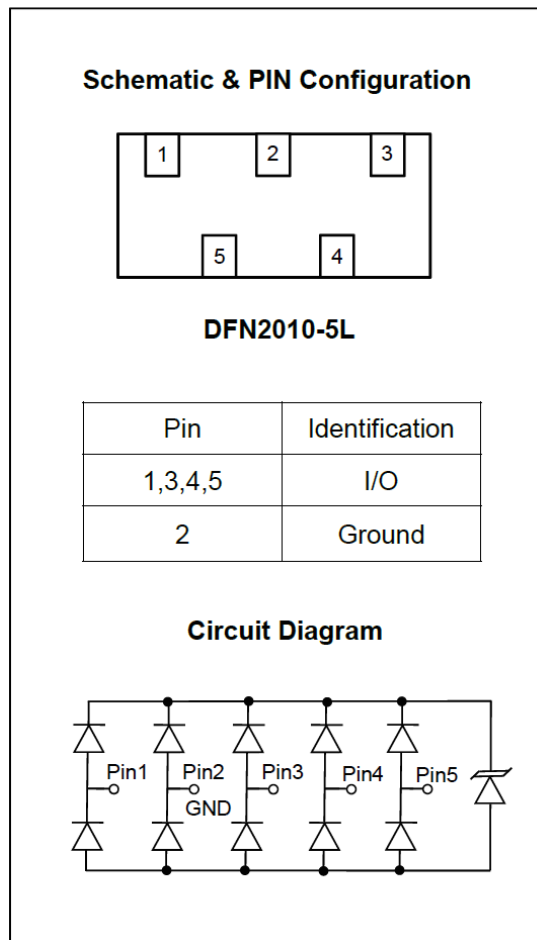 Schematic & PIN Configuration
1 2 3
5 4
DFN2010-5L
Pin Identification
1,3,4,5 I/O
2 Ground
Circuit Diagram
Pin1 Pin2 Pin3 Pin4 Pin5
GND